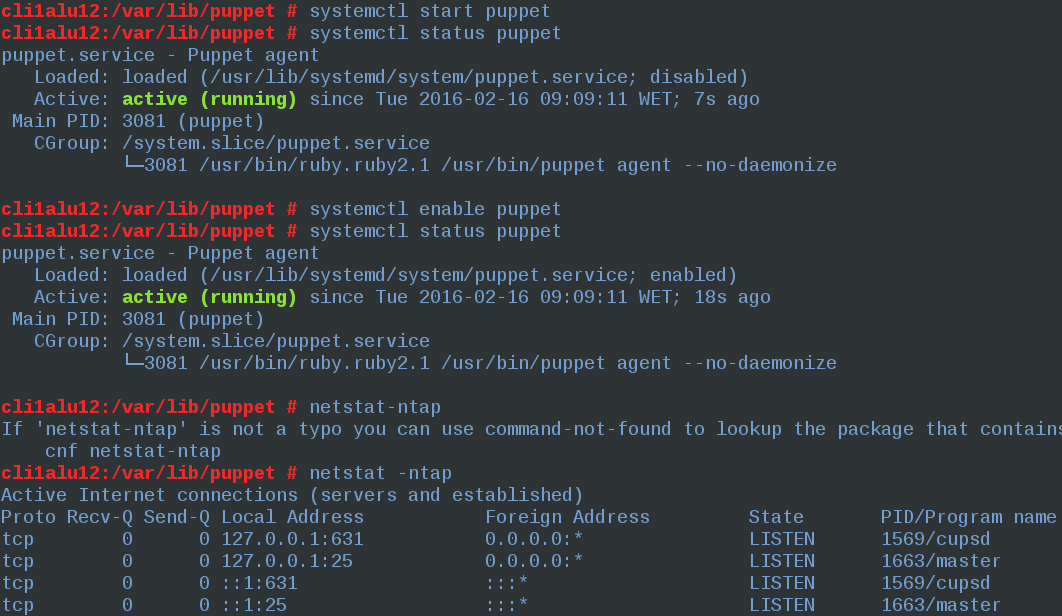 cli1alu12:/var/lib/puppet # systemctl start puppet
cli1alu12:/var/lib/puppet # systemctl status puppet
puppet.service - Puppet agent
   Loaded: loaded (/usr/lib/systemd/system/puppet.service; disabled)
   Active: active (running) since Tue 2016-02-16 09:09:11 WET; 7s ago
 Main PID: 3081 (puppet)
   CGroup: /system.slice/puppet.service
           └─3081 /usr/bin/ruby.ruby2.1 /usr/bin/puppet agent --no-daemonize
cli1alu12:/var/lib/puppet # systemctl enable puppet
cli1alu12:/var/lib/puppet # systemctl status puppet
puppet.service - Puppet agent
   Loaded: loaded (/usr/lib/systemd/system/puppet.service; enabled)
   Active: active (running) since Tue 2016-02-16 09:09:11 WET; 18s ago
 Main PID: 3081 (puppet)
   CGroup: /system.slice/puppet.service
           └─3081 /usr/bin/ruby.ruby2.1 /usr/bin/puppet agent --no-daemonize
cli1alu12:/var/lib/puppet # netstat-ntap
If 'netstat-ntap' is not a typo you can use command-not-found to lookup the package that contains
    cnf netstat-ntap
cli1alu12:/var/lib/puppet # netstat -ntap
Active Internet connections (servers and established)
Proto Recv-Q Send-Q Local Address           Foreign Address         State       PID/Program name
tcp        0      0 127.0.0.1:631           0.0.0.0:*               LISTEN      1569/cupsd
tcp        0      0 127.0.0.1:25            0.0.0.0:*               LISTEN      1663/master
tcp        0      0 ::1:631                 :::*                    LISTEN      1569/cupsd
tcp        0      0 ::1:25                  :::*                    LISTEN      1663/master